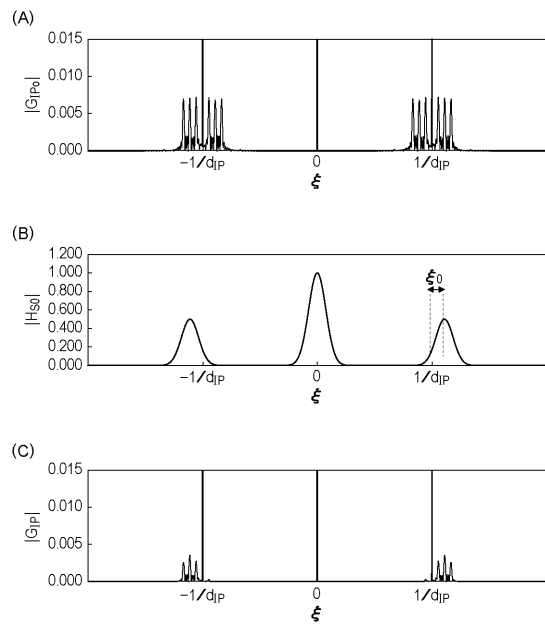 (A)
0.015
0.010
0.005
0.000
|G_IPo|
−1/d_IP 0 1/d_IP
ξ
(B)
1.200
1.000
0.800
0.600
0.400
0.200
0.000
|H_S0|
ξ0
−1/d_IP 0 1/d_IP
ξ
(C)
0.015
0.010
0.005
0.000
|G_IP|
−1/d_IP 0 1/d_IP
ξ